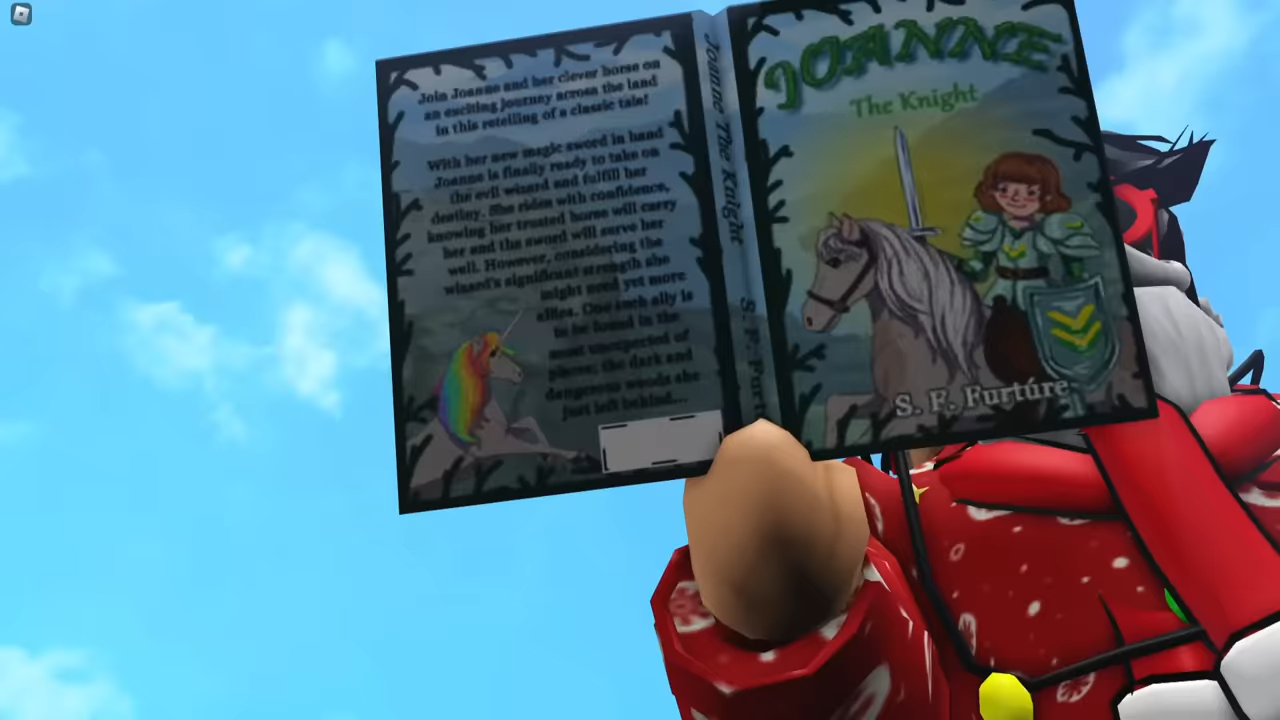 Join Joanne and her clever horse on
an exciting journey across the land
in this retelling of a classic tale!
With her new magic sword in hand
Joanne is finally ready to take on
the evil wizard and fulfill her
destiny. She rides with confidence,
knowing her trusted horse will carry
her and the sword will serve her
well. However, considering the
wizard's significant strength she
might need yet more
allies. One such ally is
to be found in the
most unexpected of
places; the dark and
dangerous woods she
just left behind...
Joanne The Knight
S. F. Furt
JOANNE
The Knight
S. F. Furtúre